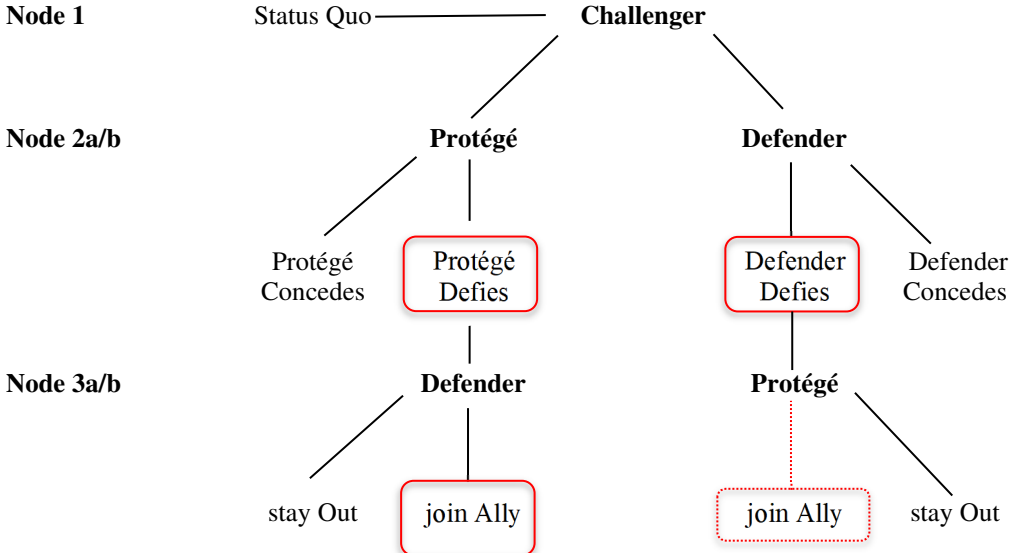 Node 1 Status Quo Challenger
Node 2a/b Protégé Defender
Protégé Protégé Defender Defender
Concedes Defies Defies Concedes
Node 3a/b Defender Protégé
stay Out join Ally join Ally stay Out